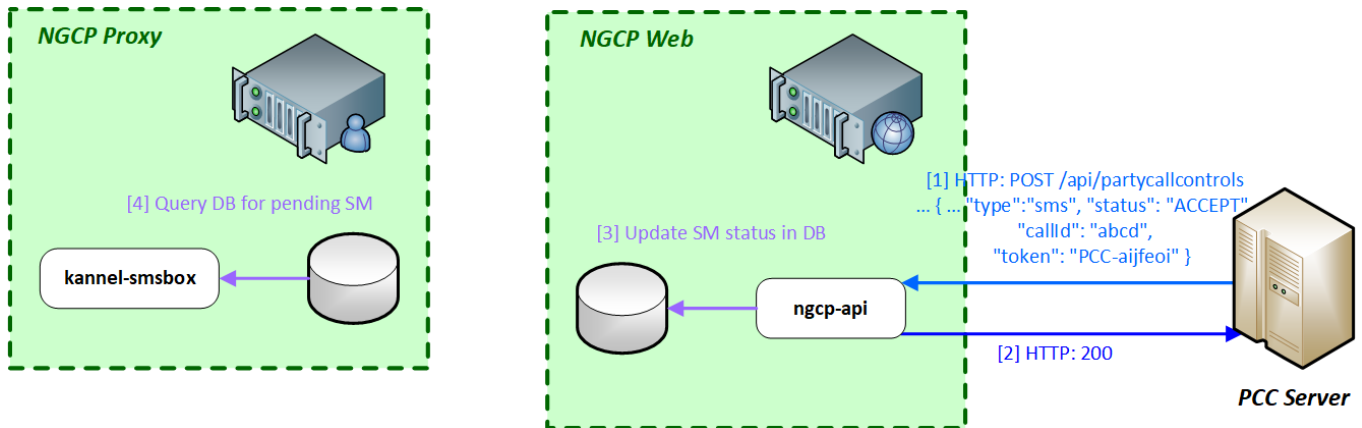 NGCP Proxy
[4] Query DB for pending SM
kannel-smsbox
NGCP Web
[3] Update SM status in DB
ngcp-api
[1] HTTP: POST /api/partycallcontrols
... { ... "type":"sms", "status": "ACCEPT"
"callId": "abcd",
"token": "PCC-aijfeoi" }
[2] HTTP: 200
PCC Server